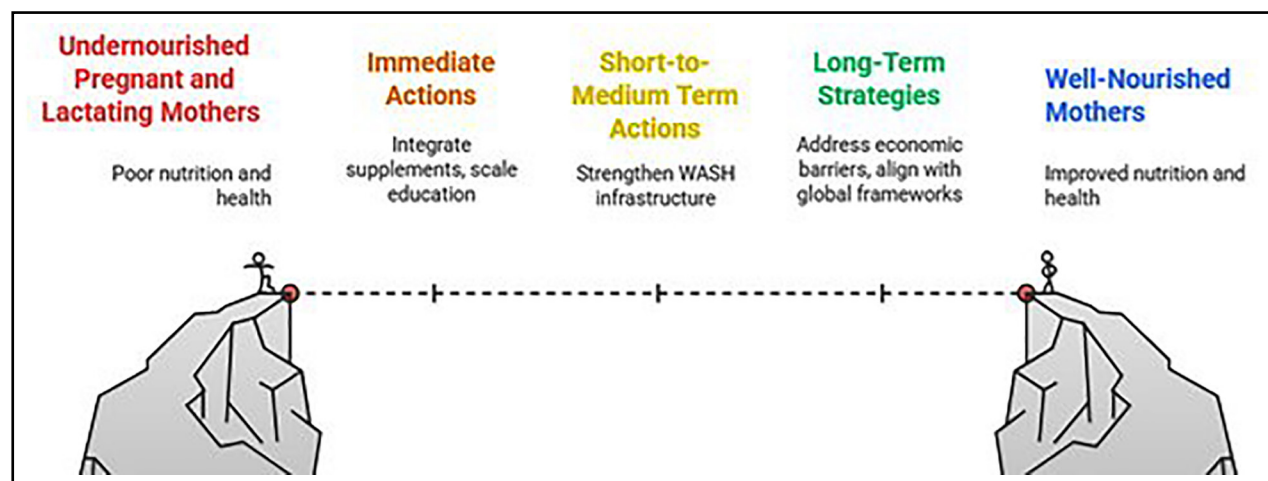 Undernourished
Pregnant and
Lactating Mothers
Poor nutrition and
health
Immediate
Actions
Integrate
supplements, scale
education
Short-to-
Medium Term
Actions
Strengthen WASH
infrastructure
Long-Term
Strategies
Address economic
barriers, align with
global frameworks
Well-Nourished
Mothers
Improved nutrition and
health